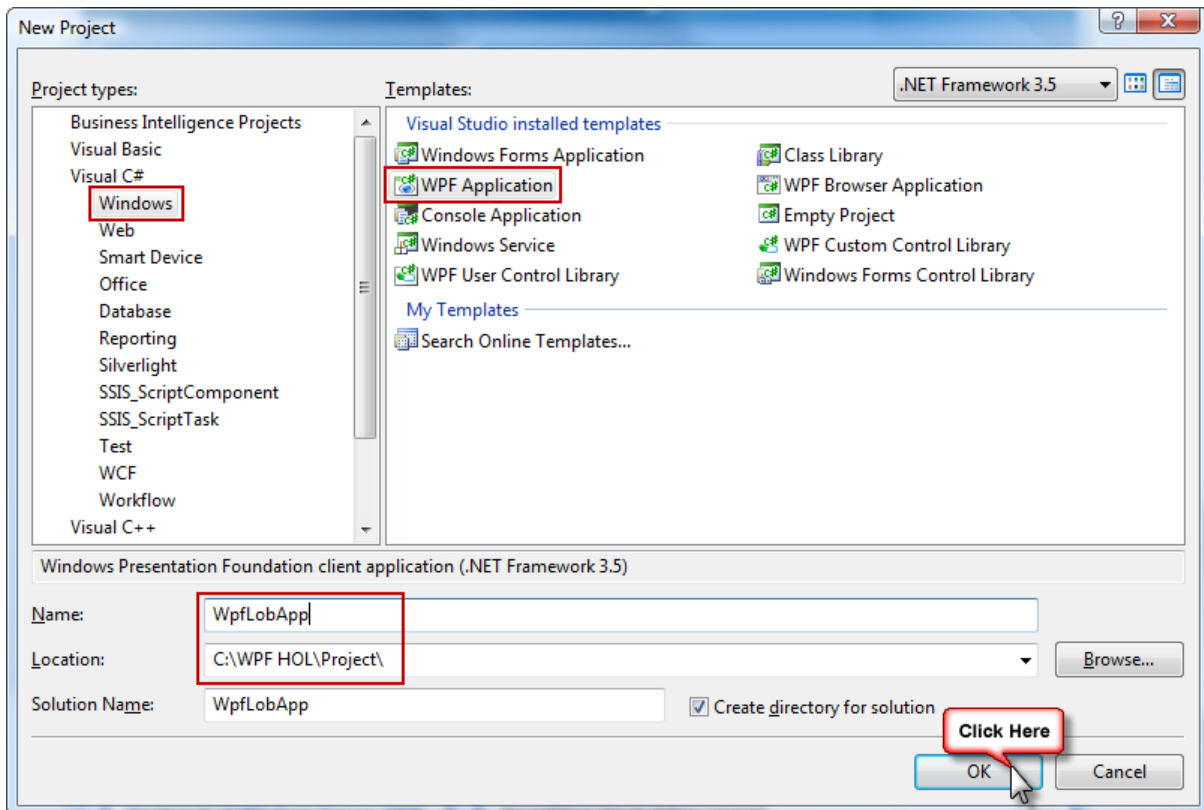 New Project
Project types:
Templates:
.NET Framework 3.5
Business Intelligence Projects
Visual Basic
Visual C#
Windows
Web
Smart Device
Office
Database
Reporting
Silverlight
SSIS_ScriptComponent
SSIS_ScriptTask
Test
WCF
Workflow
Visual C++
Visual Studio installed templates
Windows Forms Application
Class Library
WPF Application
WPF Browser Application
Console Application
Empty Project
Windows Service
WPF Custom Control Library
WPF User Control Library
Windows Forms Control Library
My Templates
Search Online Templates...
Windows Presentation Foundation client application (.NET Framework 3.5)
Name:
WpfLobApp
Location:
C:\WPF HOL\Project\
Browse...
Solution Name:
WpfLobApp
Create directory for solution
Click Here
OK
Cancel